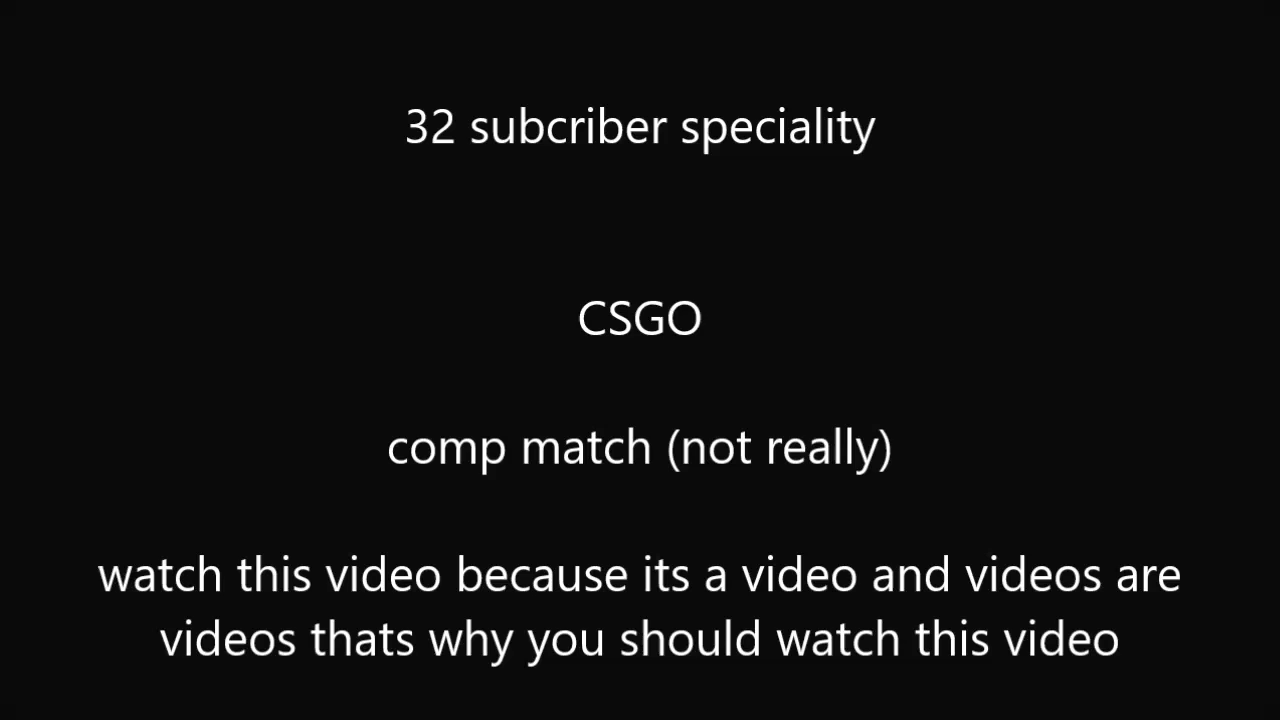 32 subcriber speciality
CSGO
comp match (not really)
watch this video because its a video and videos are
videos thats why you should watch this video